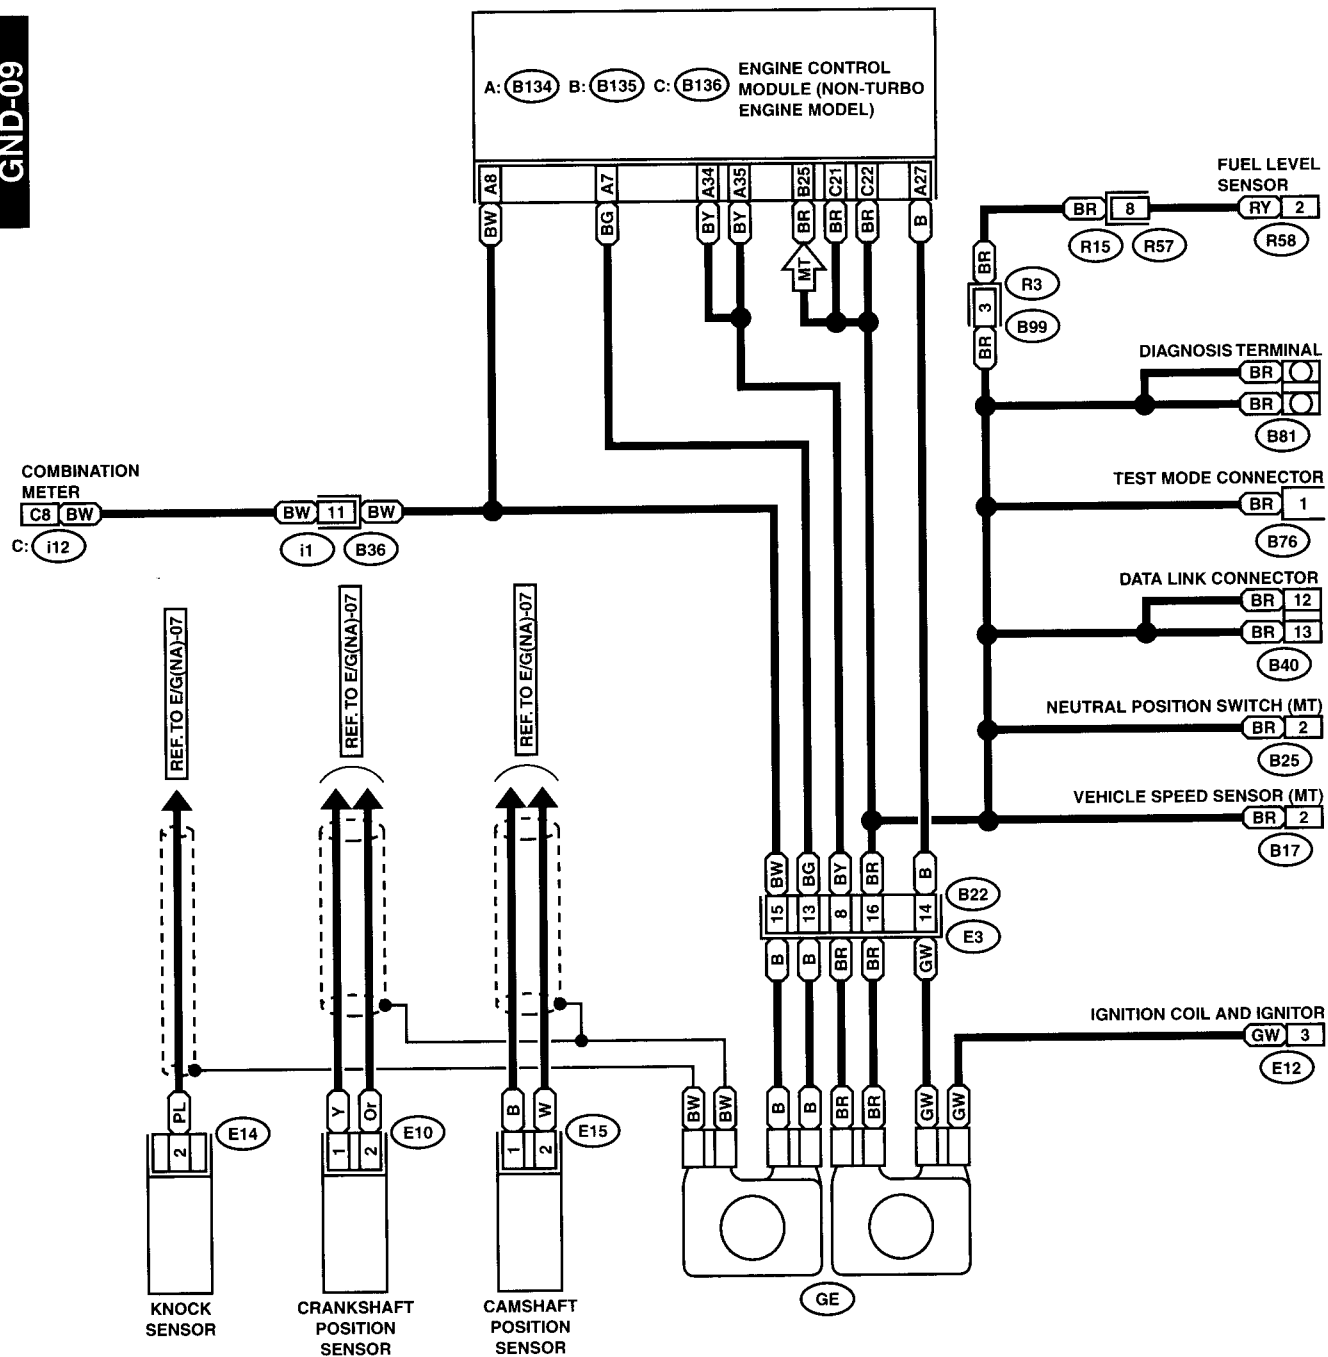 GND-09
A: B134 B: B135 C: B136
ENGINE CONTROL
MODULE (NON-TURBO
ENGINE MODEL)
A8 A7 A34 A35 B25 C21 C22 A27
BW BG BY BY BR BR BR B
MT
FUEL LEVEL
SENSOR
BR 8 RY 2
R15 R57 R58
BR
R3
3
B99
BR
DIAGNOSIS TERMINAL
BR
BR
B81
TEST MODE CONNECTOR
BR 1
B76
DATA LINK CONNECTOR
BR 12
BR 13
B40
NEUTRAL POSITION SWITCH (MT)
BR 2
B25
VEHICLE SPEED SENSOR (MT)
BR 2
B17
COMBINATION
METER
C8 BW BW 11 BW
C: i12 i1 B36
REF. TO E/G(NA)-07
REF. TO E/G(NA)-07
REF. TO E/G(NA)-07
BW BG BY BR B
15 13 8 16 14
B22
E3
B B BR BR GW
IGNITION COIL AND IGNITOR
GW 3
E12
PL Y Or B W
E14 E10 E15
2 1 2 1 2
BW BW B B BR BR GW GW
GE
KNOCK
SENSOR
CRANKSHAFT
POSITION
SENSOR
CAMSHAFT
POSITION
SENSOR